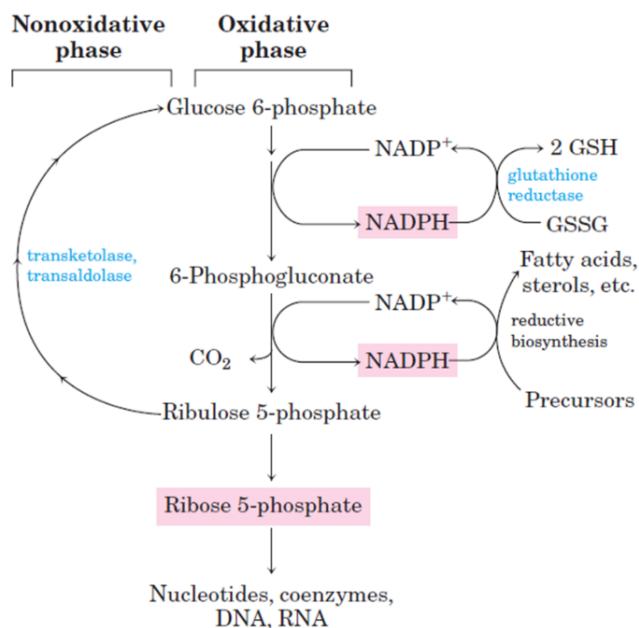 Nonoxidative
phase
Oxidative
phase
Glucose 6-phosphate
NADP+
2 GSH
glutathione
reductase
NADPH
GSSG
transketolase,
transaldolase
6-Phosphogluconate
Fatty acids,
sterols, etc.
NADP+
reductive
biosynthesis
CO2
NADPH
Precursors
Ribulose 5-phosphate
Ribose 5-phosphate
Nucleotides, coenzymes,
DNA, RNA